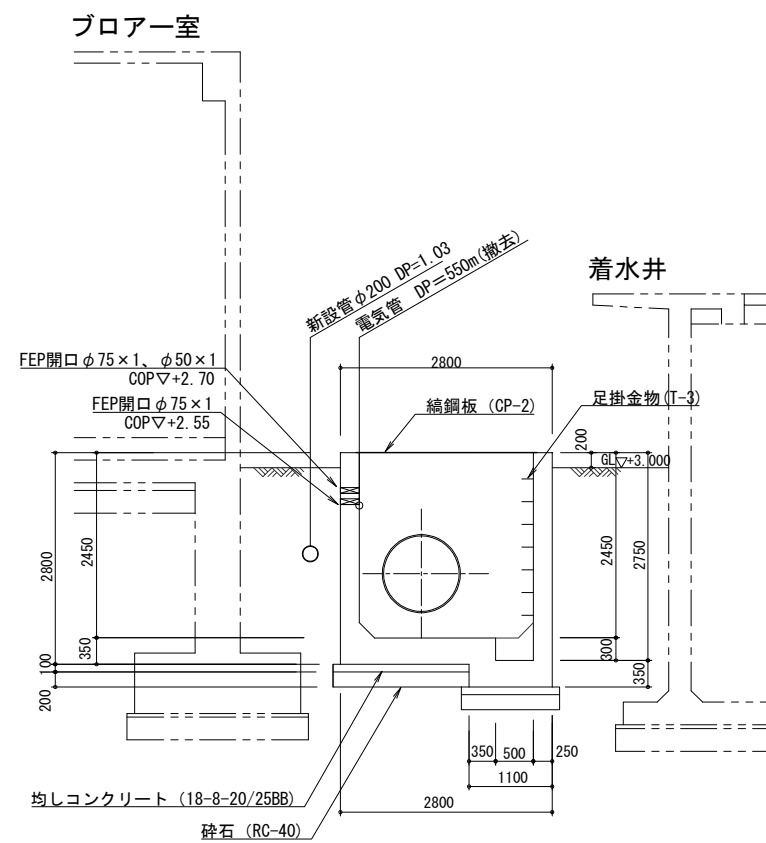 ブロアー室
新設管φ200 DP=1.03
電気管 DP=550m(撤去)
着水井
FEP開口φ75×1、φ50×1
COP▽+2.70
FEP開口φ75×1
COP▽+2.55
2800
縞鋼板 (CP-2)
足掛金物(T-3)
200
GL▽+3.000
2800
2450
2450
2750
350
300
100
350
200
350
500
250
1100
2800
均しコンクリート (18-8-20/25BB)
砕石 (RC-40)